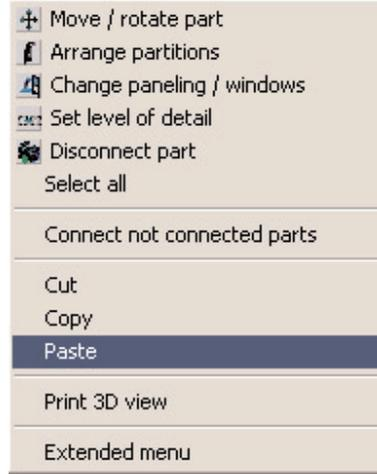 Move / rotate part
Arrange partitions
Change paneling / windows
Set level of detail
Disconnect part
Select all
Connect not connected parts
Cut
Copy
Paste
Print 3D view
Extended menu